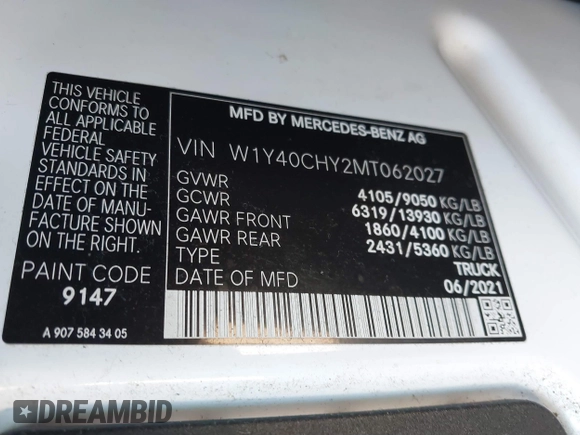 THIS VEHICLE
CONFORMS TO
ALL APPLICABLE
FEDERAL MOTOR
VEHICLE SAFETY
STANDARDS IN
EFFECT ON THE
DATE OF MANU-
FACTURE SHOWN
ON THE RIGHT.
PAINT CODE
9147
A 907 584 34 05
MFD BY MERCEDES-BENZ AG
VIN W1Y40CHY2MT062027
GVWR 4105/9050 KG/LB
GCWR 6319/13930 KG/LB
GAWR FRONT 1860/4100 KG/LB
GAWR REAR 2431/5360 KG/LB
TYPE TRUCK
DATE OF MFD 06/2021
DREAMBID